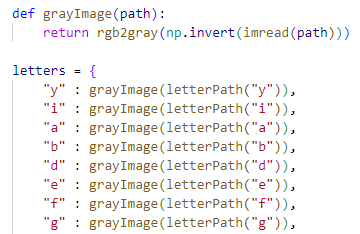 def grayImage(path):
    return rgb2gray(np.invert(imread(path)))

letters = {
    "y" : grayImage(letterPath("y")),
    "i" : grayImage(letterPath("i")),
    "a" : grayImage(letterPath("a")),
    "b" : grayImage(letterPath("b")),
    "d" : grayImage(letterPath("d")),
    "e" : grayImage(letterPath("e")),
    "f" : grayImage(letterPath("f")),
    "g" : grayImage(letterPath("g")),